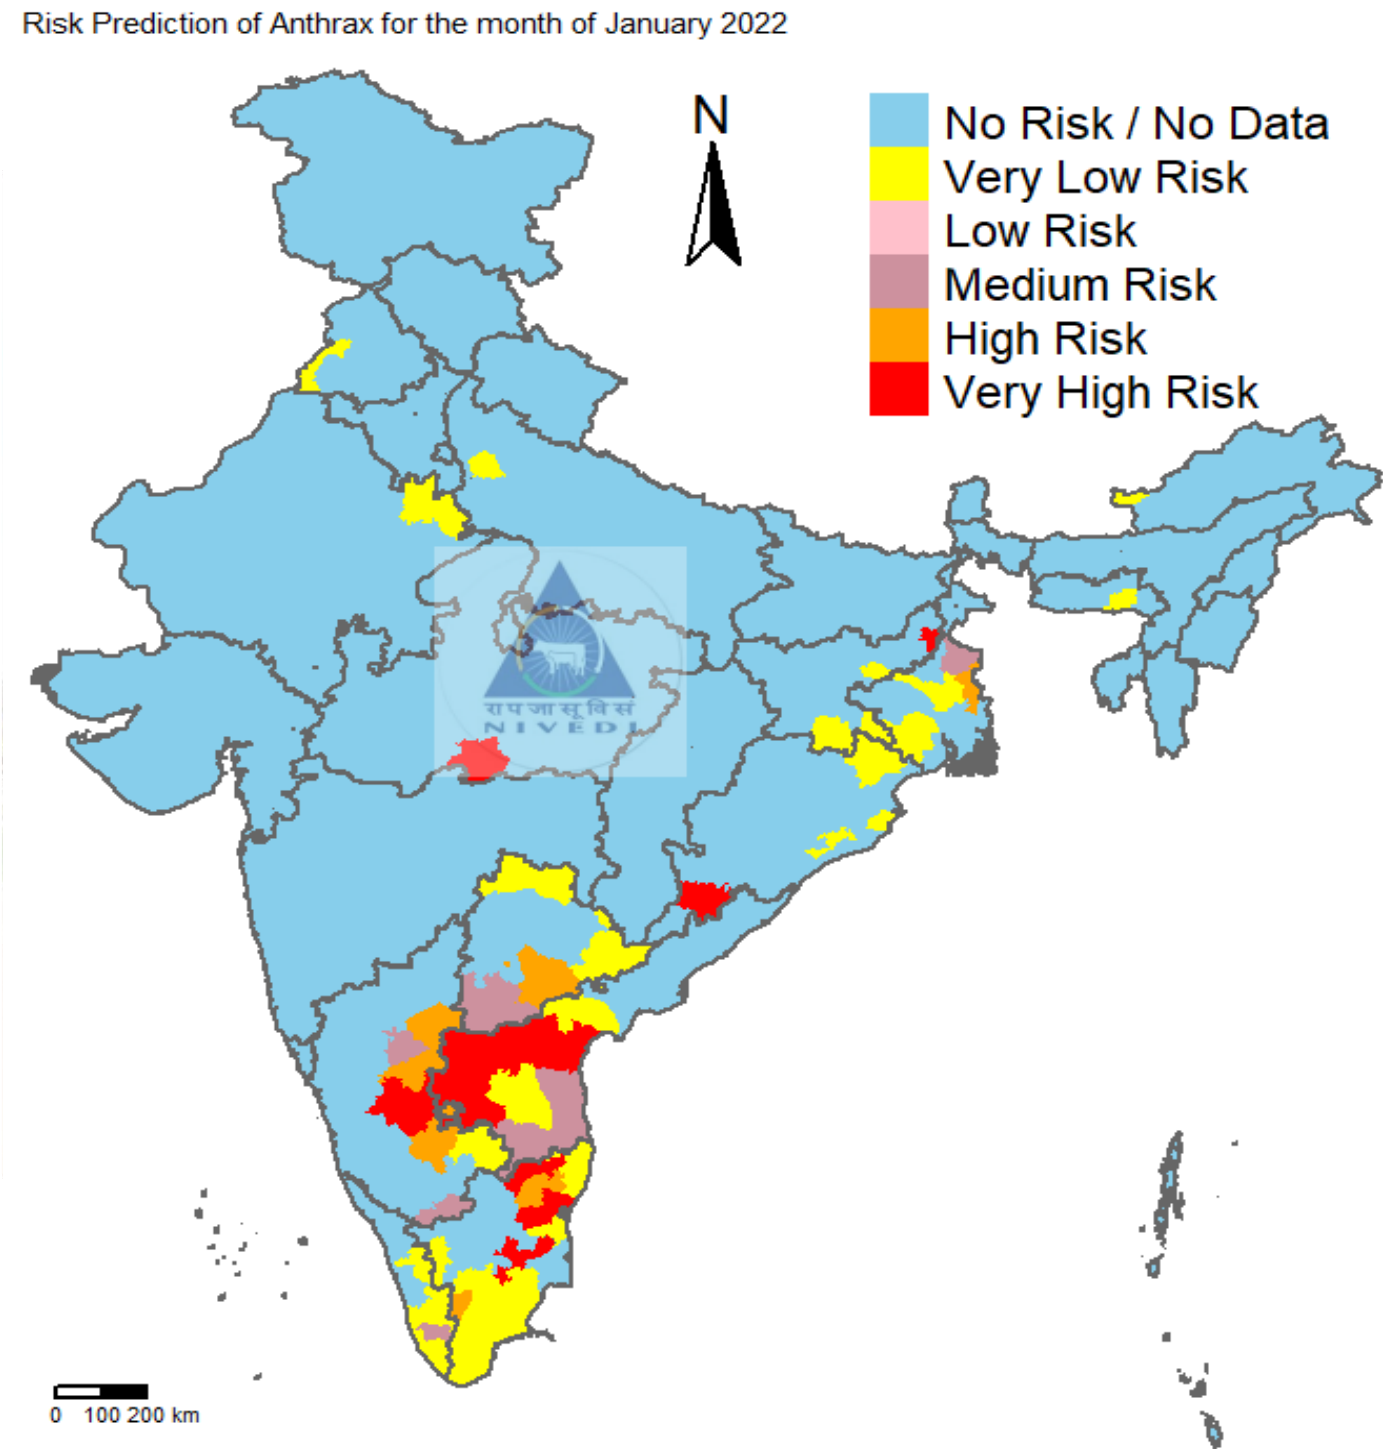 Risk Prediction of Anthrax for the month of January 2022
N
No Risk / No Data
Very Low Risk
Low Risk
Medium Risk
High Risk
Very High Risk
रा प जा सू वि सं
NIVEDI
0 100 200 km